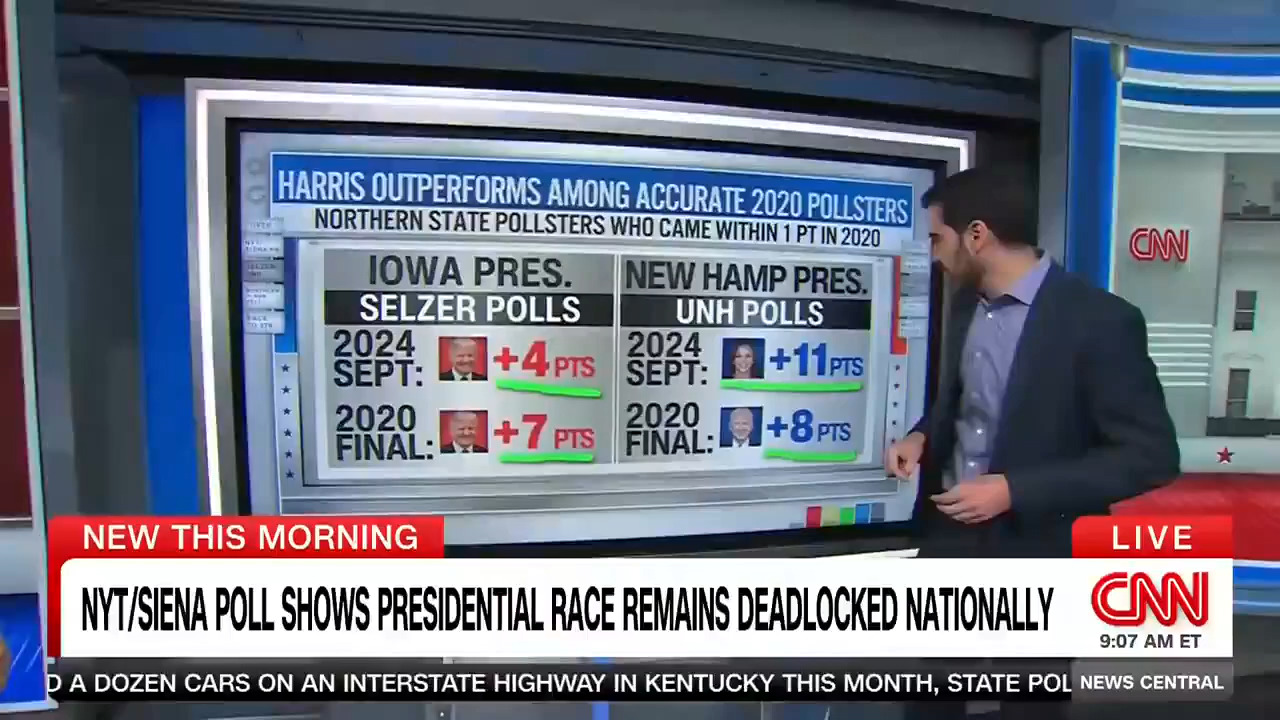 HARRIS OUTPERFORMS AMONG ACCURATE 2020 POLLSTERS
NORTHERN STATE POLLSTERS WHO CAME WITHIN 1 PT IN 2020
IOWA PRES.
SELZER POLLS
2024
SEPT:
+4 PTS
2020
FINAL:
+7 PTS
NEW HAMP PRES.
UNH POLLS
2024
SEPT:
+11 PTS
2020
FINAL:
+8 PTS
CNN
NEW THIS MORNING
LIVE
NYT/SIENA POLL SHOWS PRESIDENTIAL RACE REMAINS DEADLOCKED NATIONALLY
CNN
9:07 AM ET
D A DOZEN CARS ON AN INTERSTATE HIGHWAY IN KENTUCKY THIS MONTH, STATE POL
NEWS CENTRAL